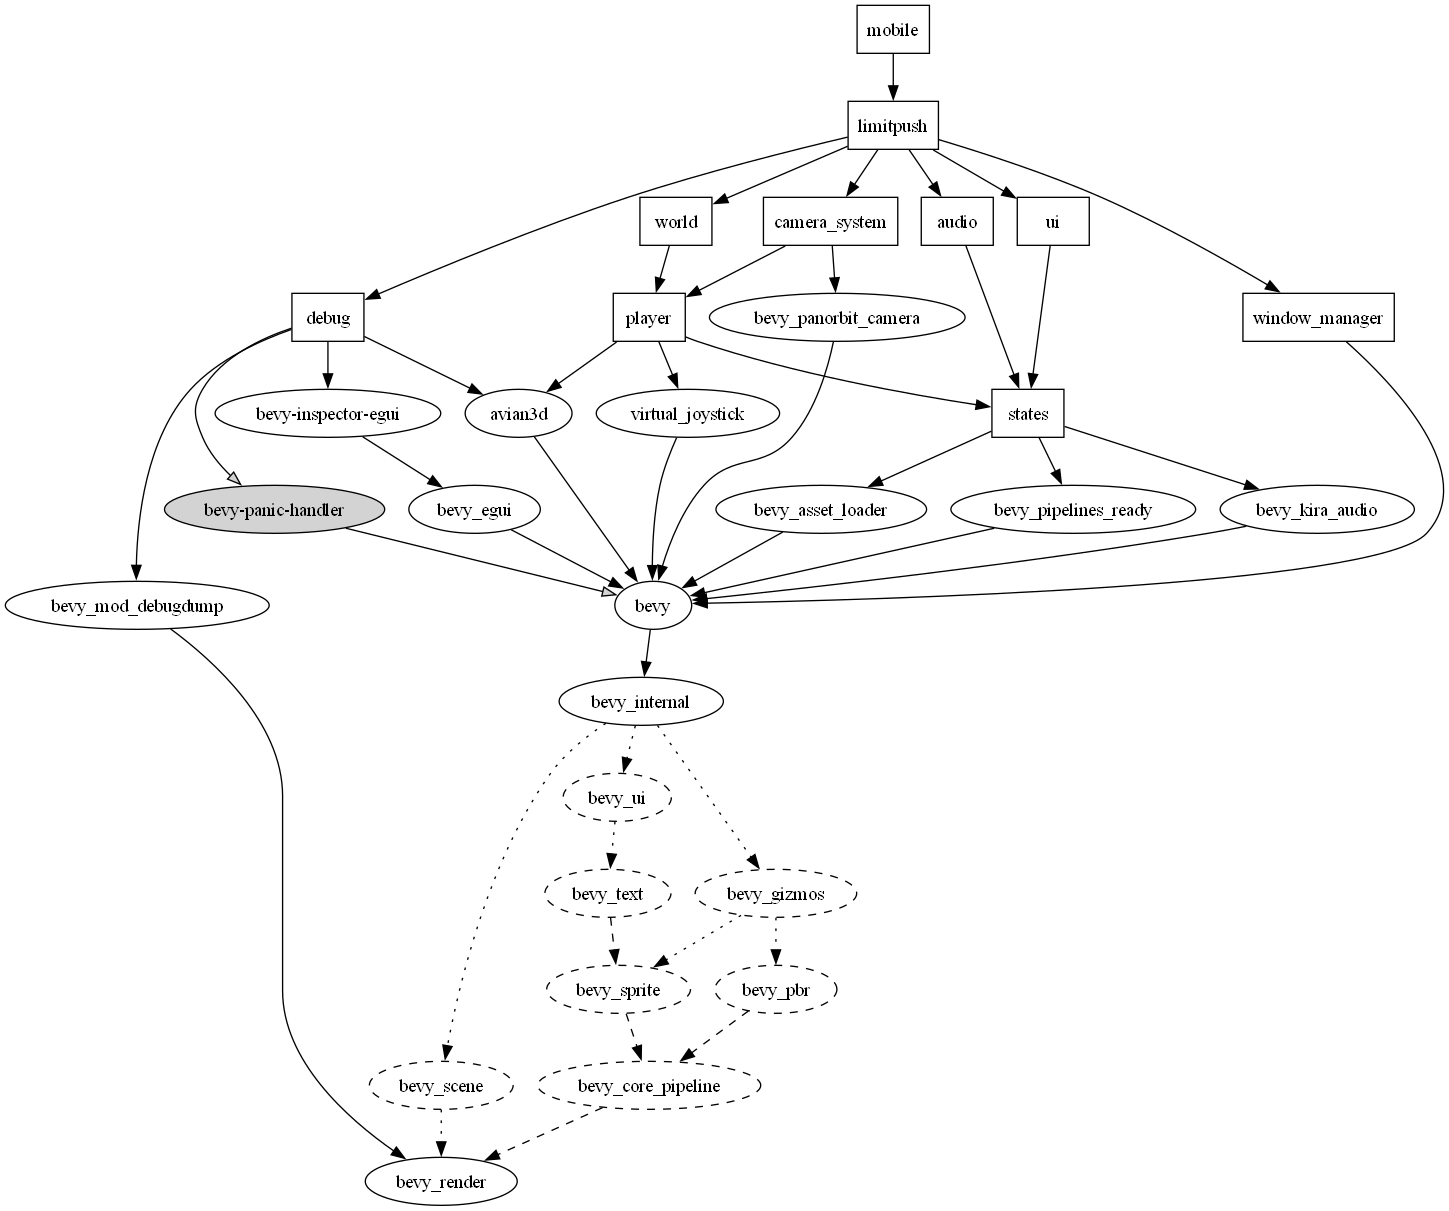 mobile
limitpush
world
camera_system
audio
ui
debug
player
bevy_panorbit_camera
window_manager
bevy-inspector-egui
avian3d
virtual_joystick
states
bevy-panic-handler
bevy_egui
bevy_asset_loader
bevy_pipelines_ready
bevy_kira_audio
bevy_mod_debugdump
bevy
bevy_internal
bevy_ui
bevy_text
bevy_gizmos
bevy_sprite
bevy_pbr
bevy_scene
bevy_core_pipeline
bevy_render